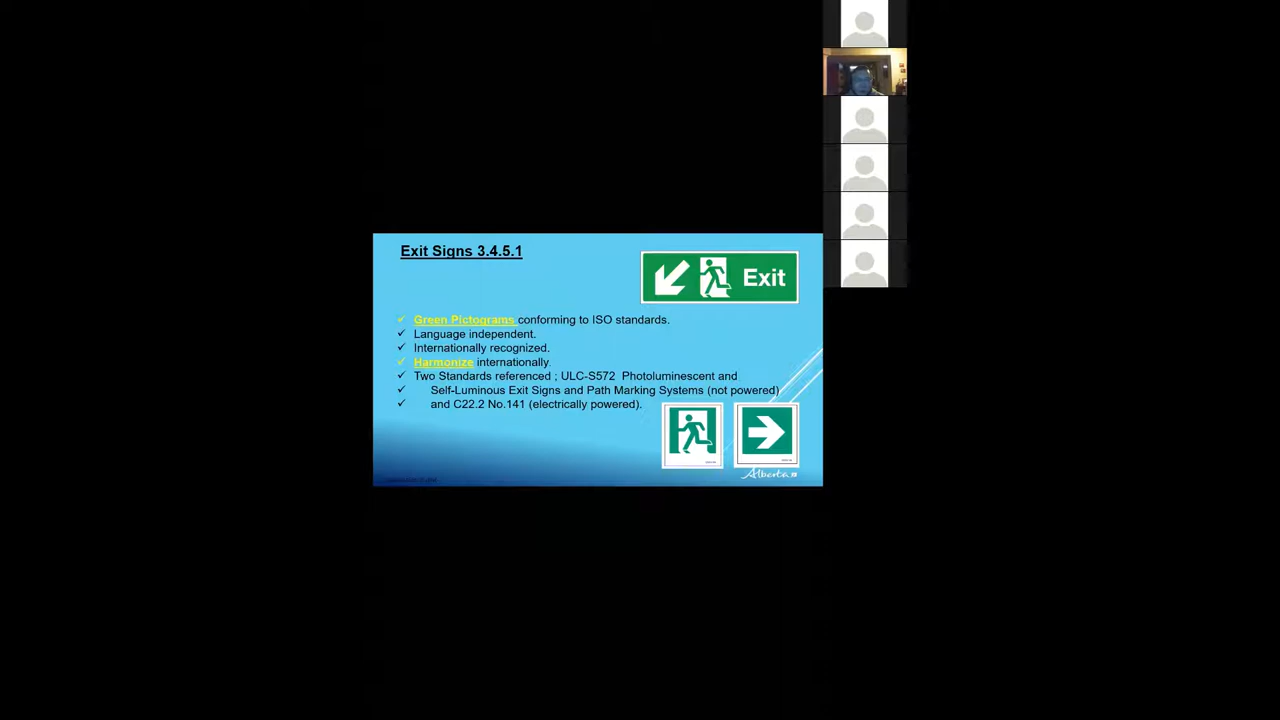 Exit Signs 3.4.5.1
Exit
Green Pictograms conforming to ISO standards.
Language independent.
Internationally recognized.
Harmonize internationally.
Two Standards referenced ; ULC-S572 Photoluminescent and
Self-Luminous Exit Signs and Path Marking Systems (not powered)
and C22.2 No.141 (electrically powered).
Alberta